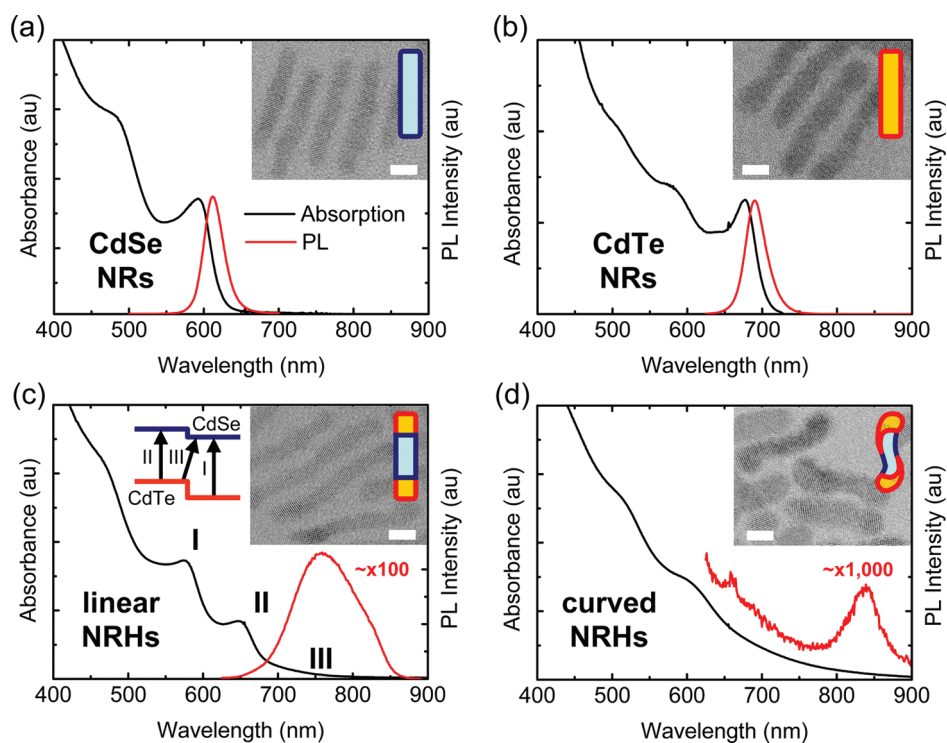 (a)
Absorbance (au)
PL Intensity (au)
Absorption
PL
CdSe
NRs
400 500 600 700 800 900
Wavelength (nm)
(b)
Absorbance (au)
PL Intensity (au)
CdTe
NRs
400 500 600 700 800 900
Wavelength (nm)
(c)
Absorbance (au)
PL Intensity (au)
CdSe
II III I
CdTe
I
II
III
~x100
linear
NRHs
400 500 600 700 800 900
Wavelength (nm)
(d)
Absorbance (au)
PL Intensity (au)
~x1,000
curved
NRHs
400 500 600 700 800 900
Wavelength (nm)